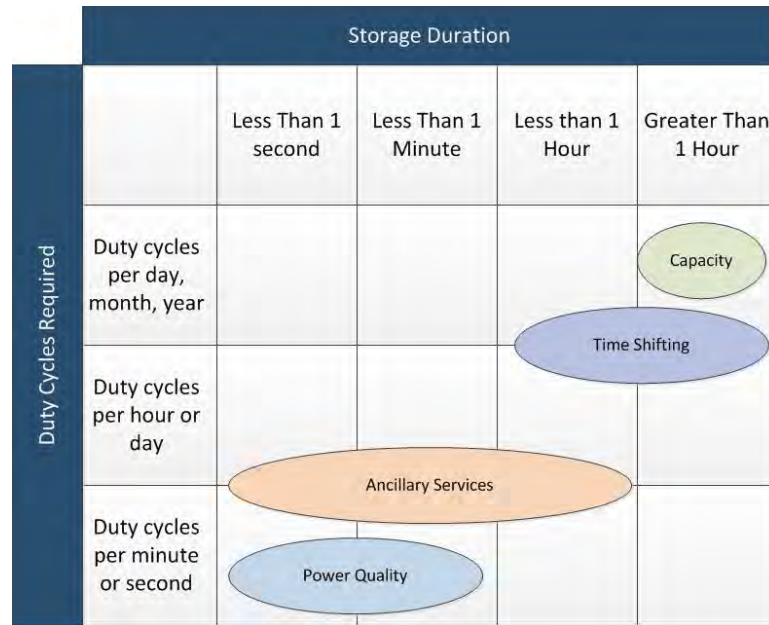 Storage Duration
Less Than 1
second
Less Than 1
Minute
Less than 1
Hour
Greater Than
1 Hour
Duty Cycles Required
Duty cycles
per day,
month, year
Capacity
Time Shifting
Duty cycles
per hour or
day
Ancillary Services
Duty cycles
per minute
or second
Power Quality